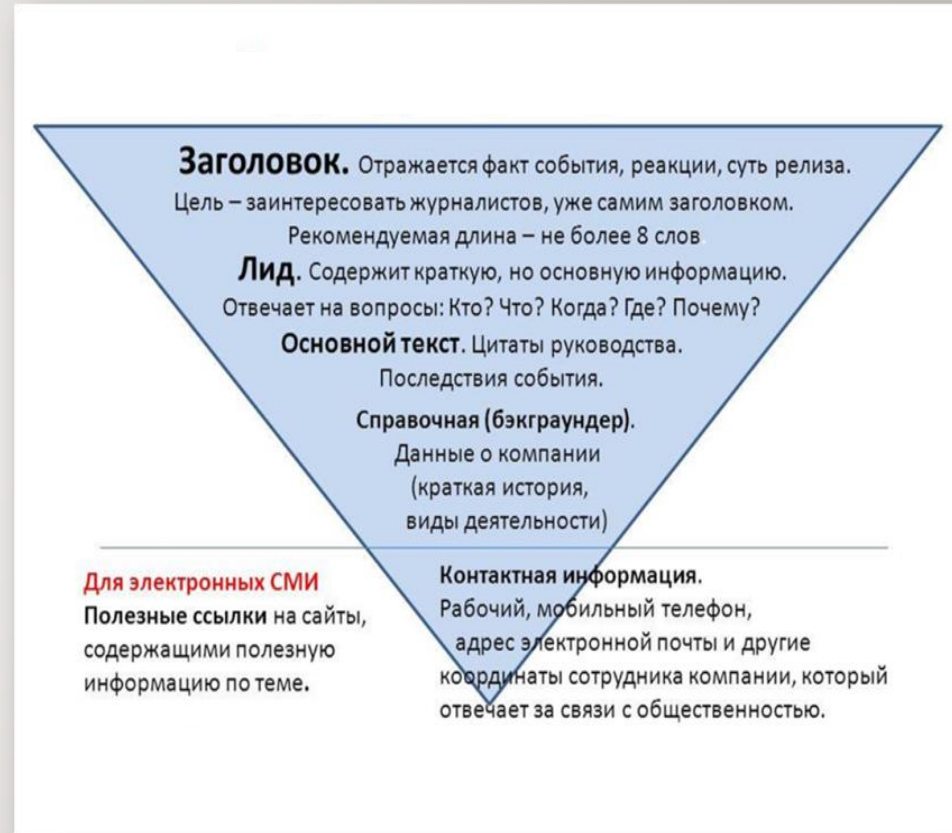 Заголовок. Отражается факт события, реакции, суть релиза.
Цель – заинтересовать журналистов, уже самим заголовком.
Рекомендуемая длина – не более 8 слов.
Лид. Содержит краткую, но основную информацию.
Отвечает на вопросы: Кто? Что? Когда? Где? Почему?
Основной текст. Цитаты руководства.
Последствия события.
Справочная (бэкграундер).
Данные о компании
(краткая история,
виды деятельности)
Для электронных СМИ
Полезные ссылки на сайты,
содержащими полезную
информацию по теме.
Контактная информация.
Рабочий, мобильный телефон,
адрес электронной почты и другие
координаты сотрудника компании, который
отвечает за связи с общественностью.